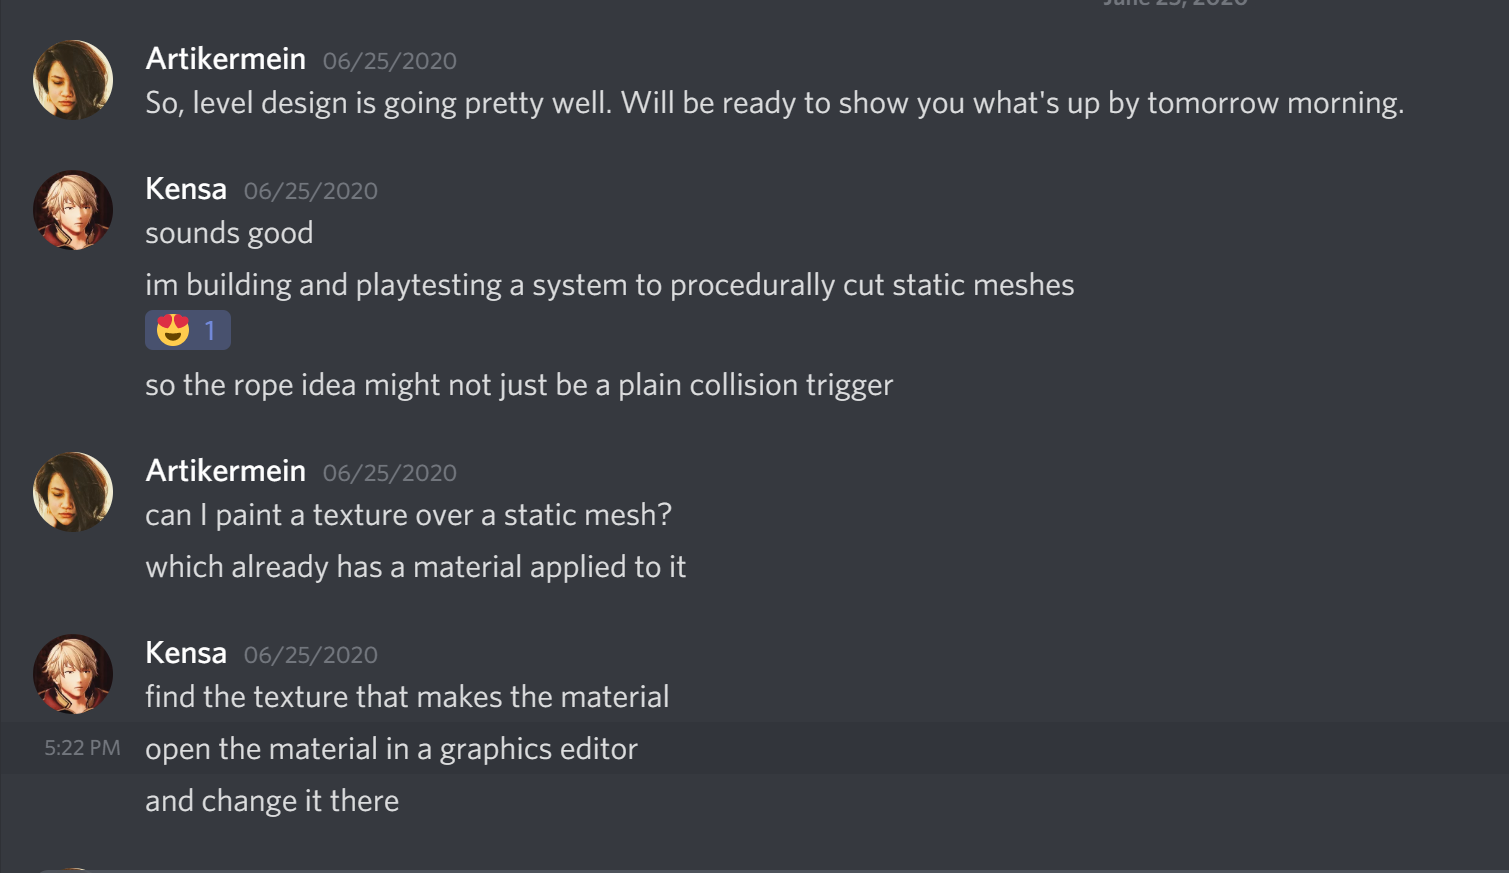 June 25, 2020
Artikermein 06/25/2020
So, level design is going pretty well. Will be ready to show you what's up by tomorrow morning.
Kensa 06/25/2020
sounds good
im building and playtesting a system to procedurally cut static meshes
1
so the rope idea might not just be a plain collision trigger
Artikermein 06/25/2020
can I paint a texture over a static mesh?
which already has a material applied to it
Kensa 06/25/2020
find the texture that makes the material
5:22 PM open the material in a graphics editor
and change it there